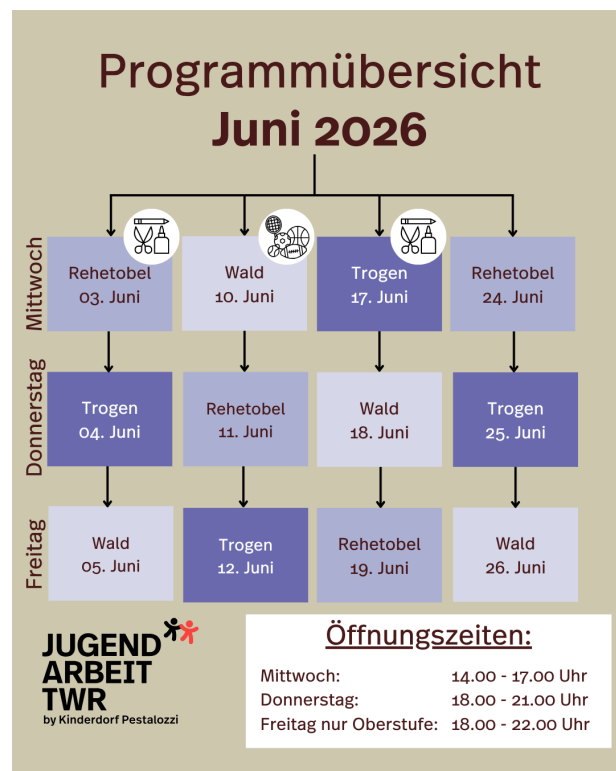 Programmübersicht
Juni 2026
Mittwoch
Rehetobel
03. Juni
Wald
10. Juni
Trogen
17. Juni
Rehetobel
24. Juni
Donnerstag
Trogen
04. Juni
Rehetobel
11. Juni
Wald
18. Juni
Trogen
25. Juni
Freitag
Wald
05. Juni
Trogen
12. Juni
Rehetobel
19. Juni
Wald
26. Juni
JUGEND
ARBEIT
TWR
by Kinderdorf Pestalozzi
Öffnungszeiten:
Mittwoch: 14.00 - 17.00 Uhr
Donnerstag: 18.00 - 21.00 Uhr
Freitag nur Oberstufe: 18.00 - 22.00 Uhr